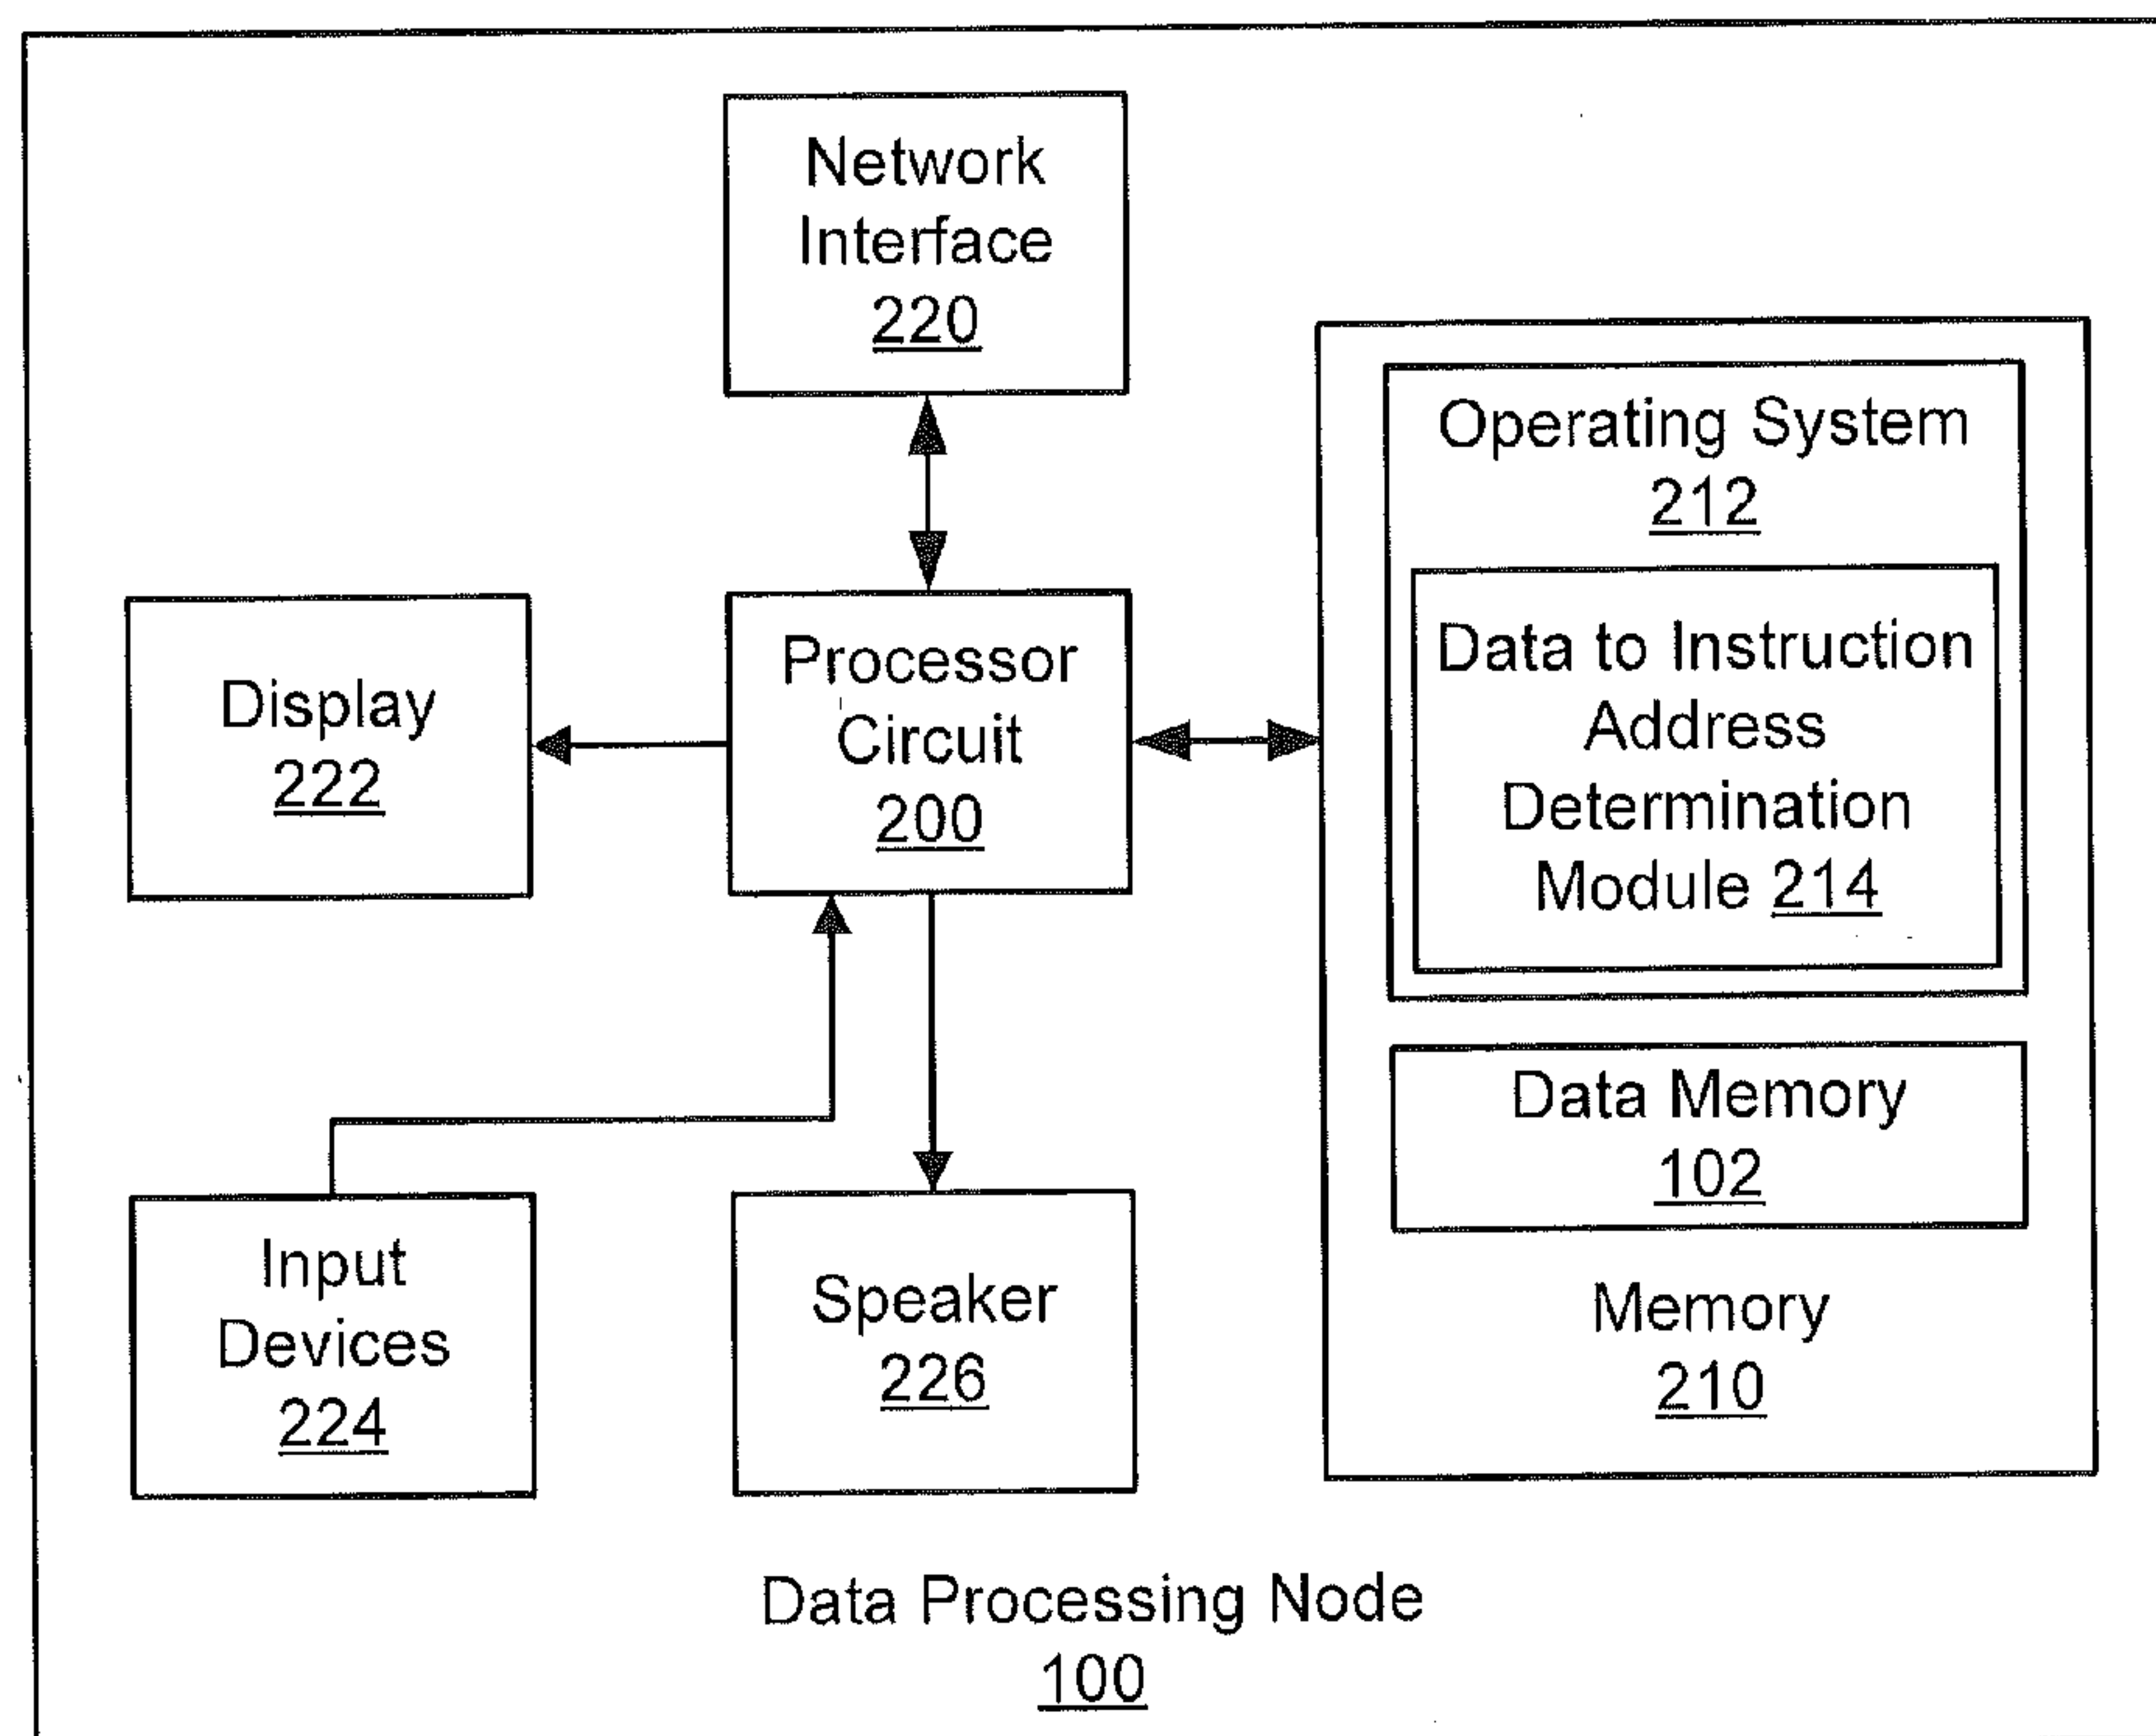 Network
Interface
220
Operating System
212
Data to Instruction
Address
Determination
Module 214
Display
222
Processor
Circuit
200
Data Memory
102
Memory
210
Input
Devices
224
Speaker
226
Data Processing Node
100